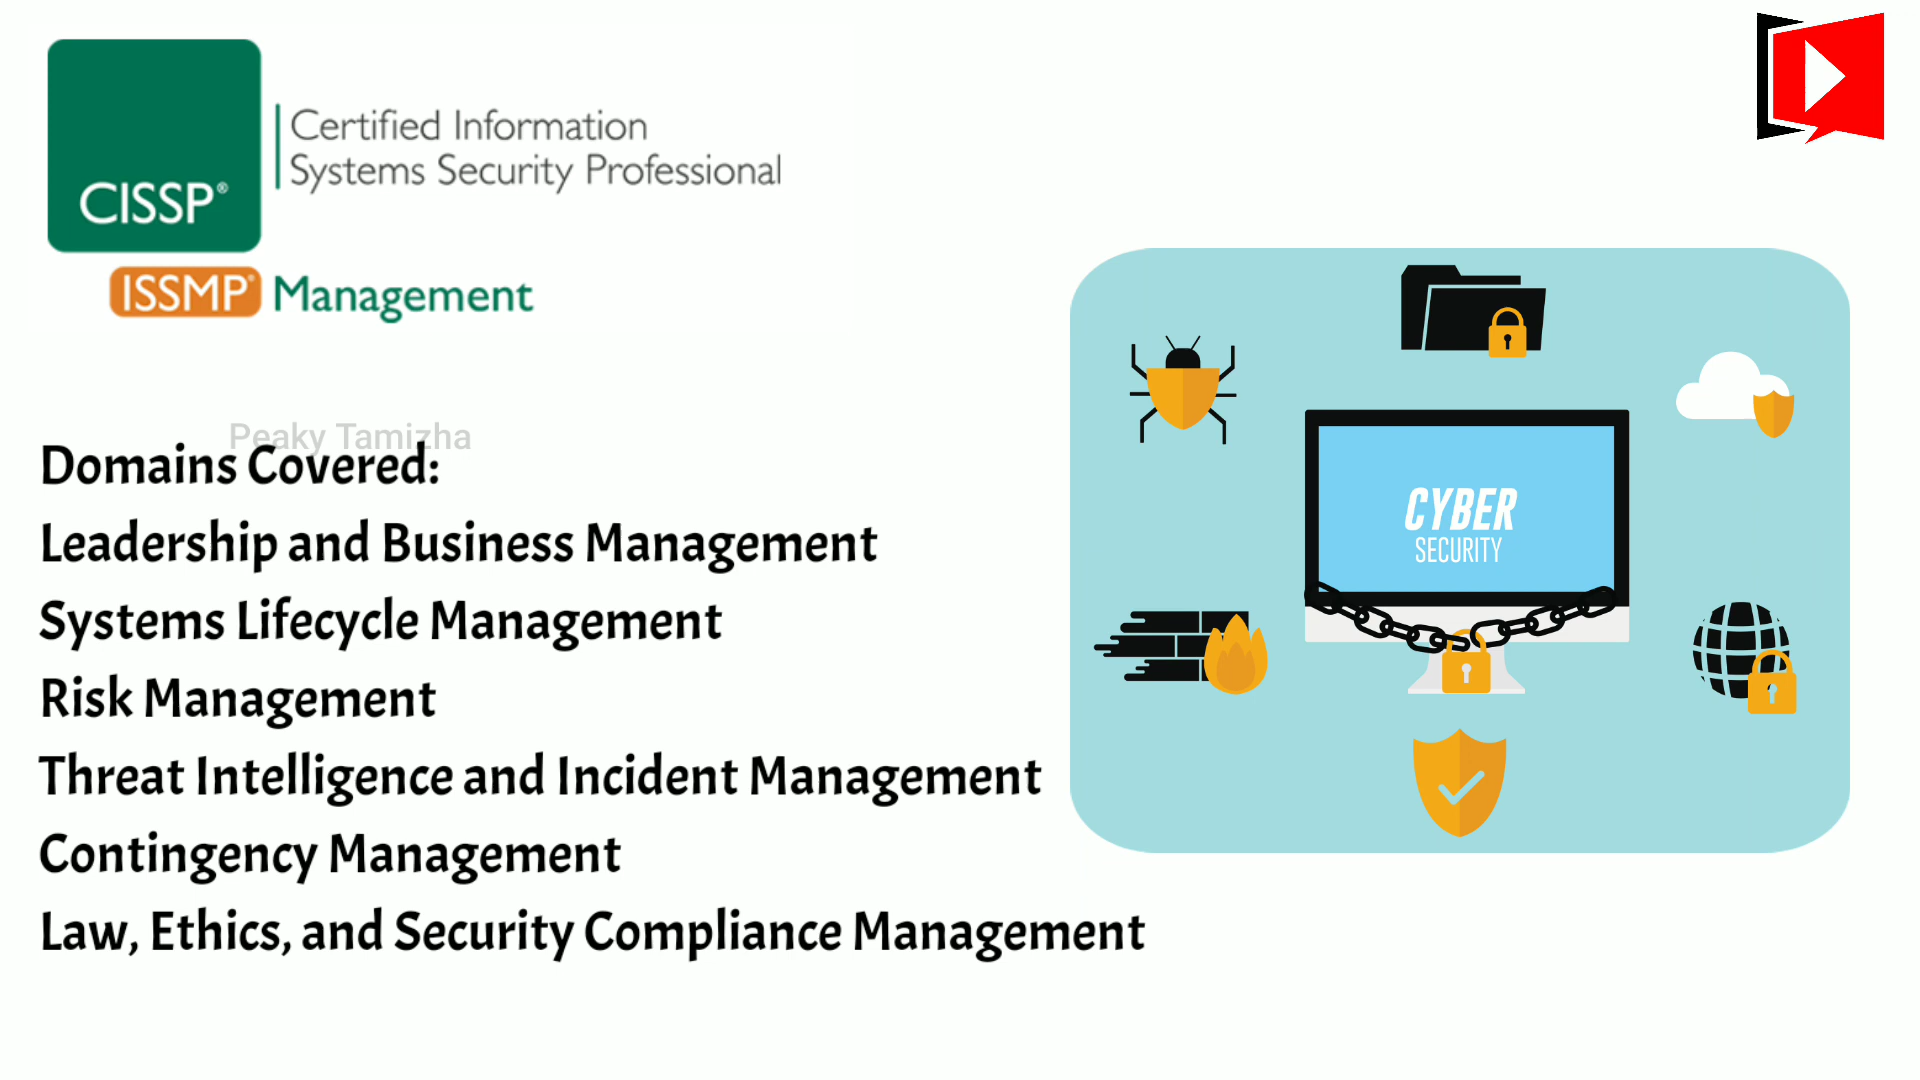 Certified Information
Systems Security Professional
CISSP®
ISSMP® Management
Peaky Tamizha
Domains Covered:
Leadership and Business Management
Systems Lifecycle Management
Risk Management
Threat Intelligence and Incident Management
Contingency Management
Law, Ethics, and Security Compliance Management
CYBER
SECURITY